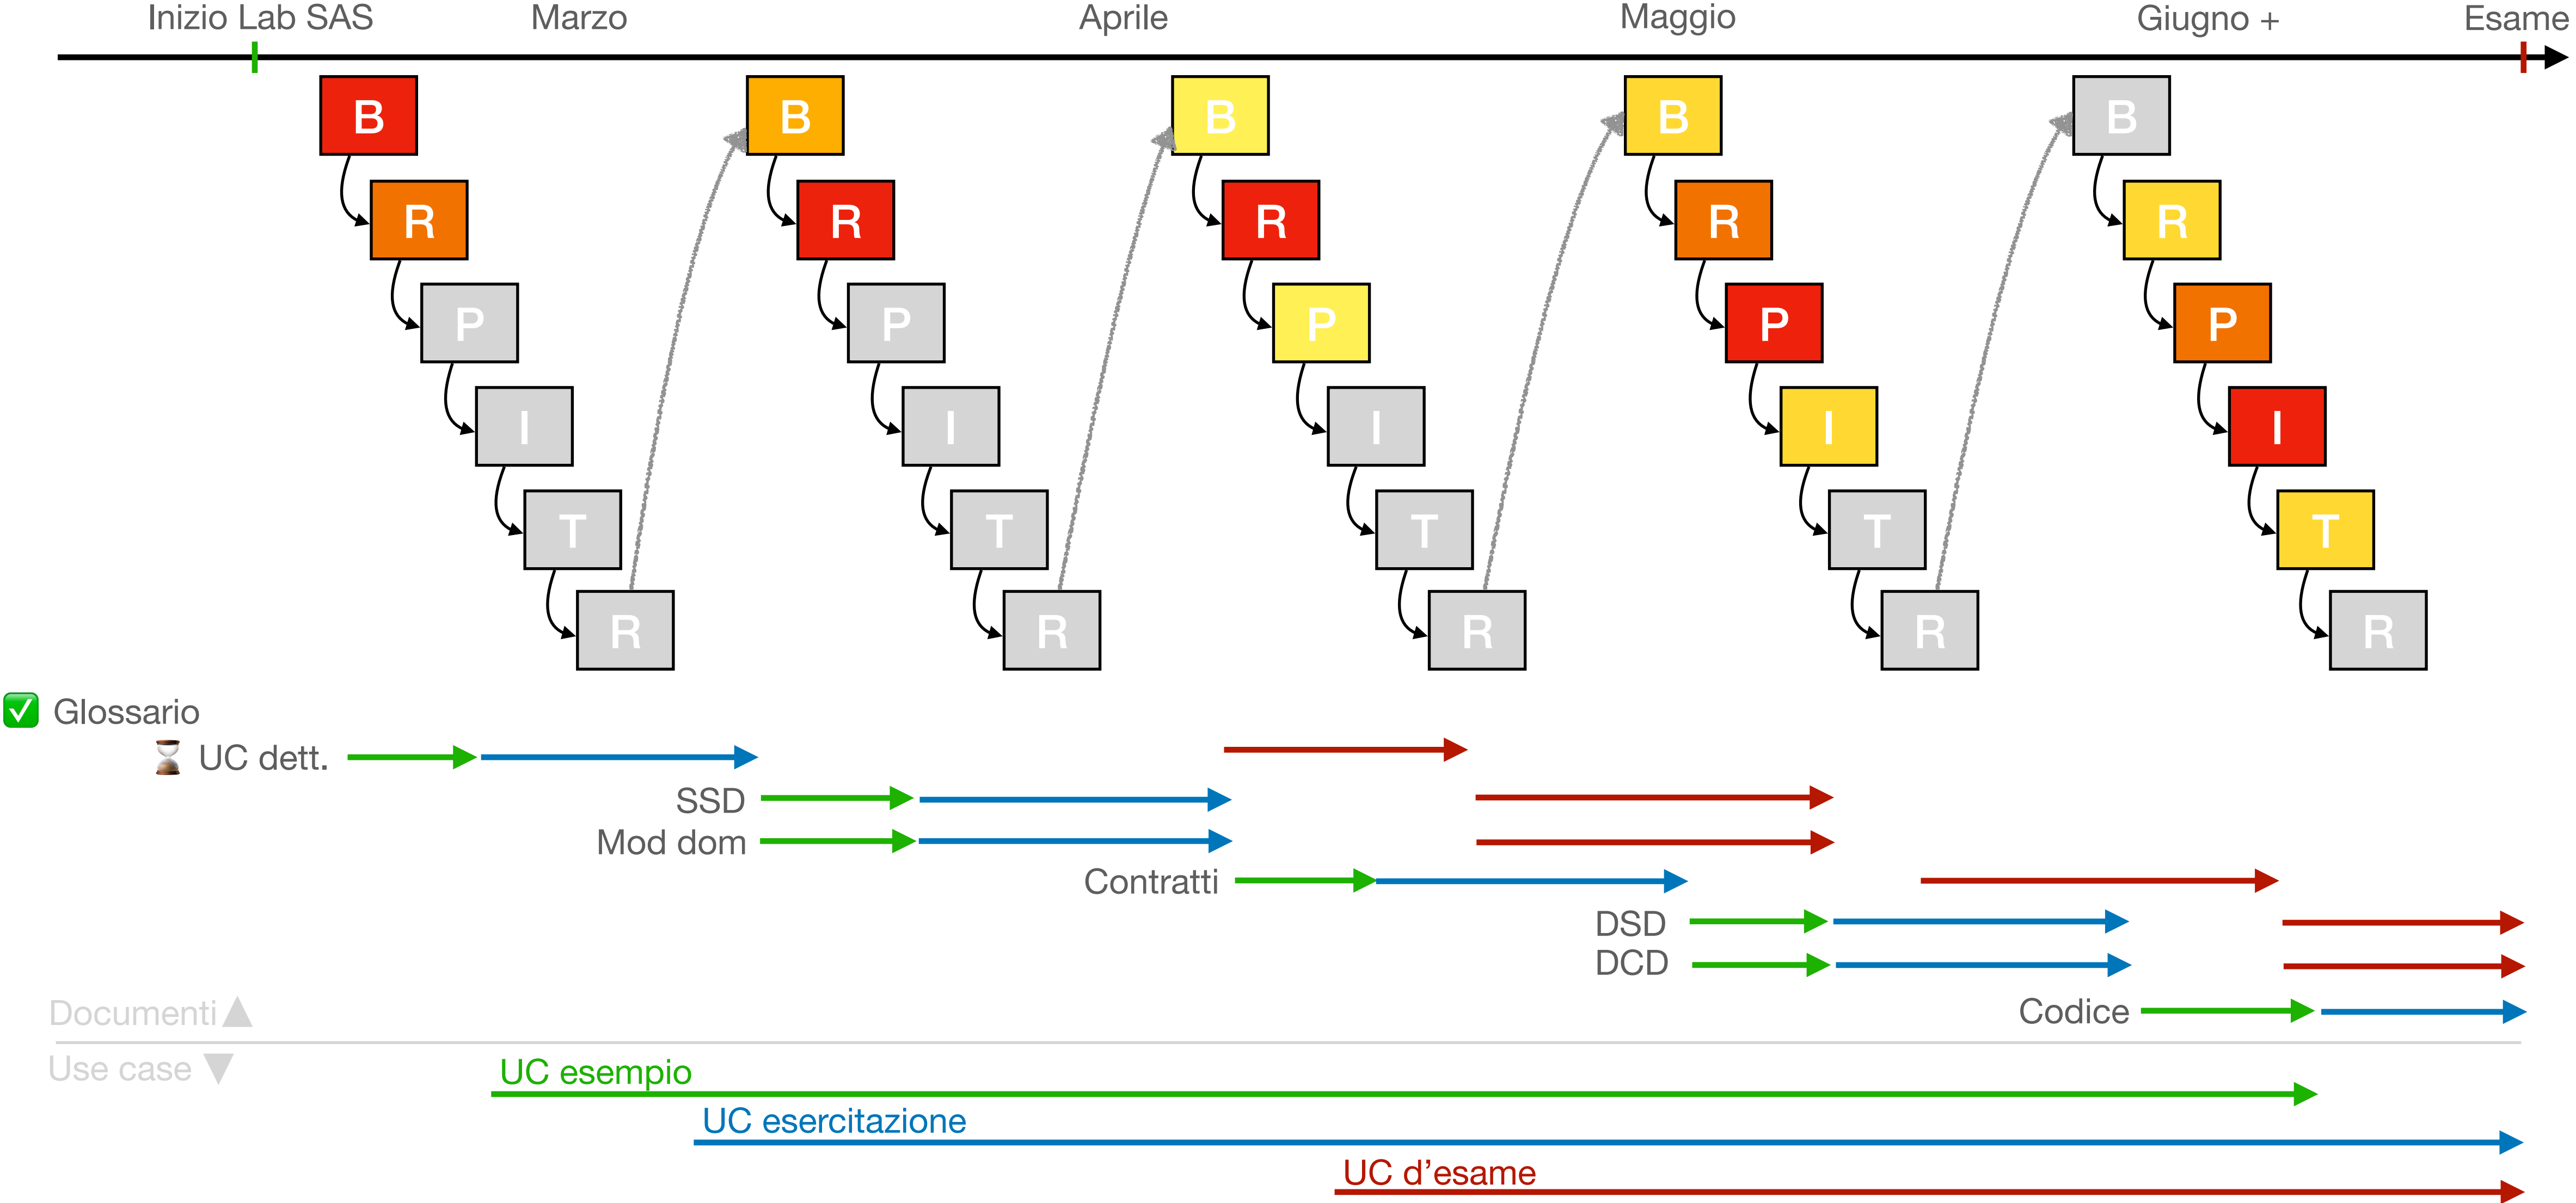 Inizio Lab SAS Marzo Aprile Maggio Giugno + Esame
B B B B B
R R R R R
P P P P P
I I I I I
T T T T T
R R R R R
Glossario
UC dett.
SSD
Mod dom
Contratti
DSD
DCD
Codice
Documenti
Use case
UC esempio
UC esercitazione
UC d’esame